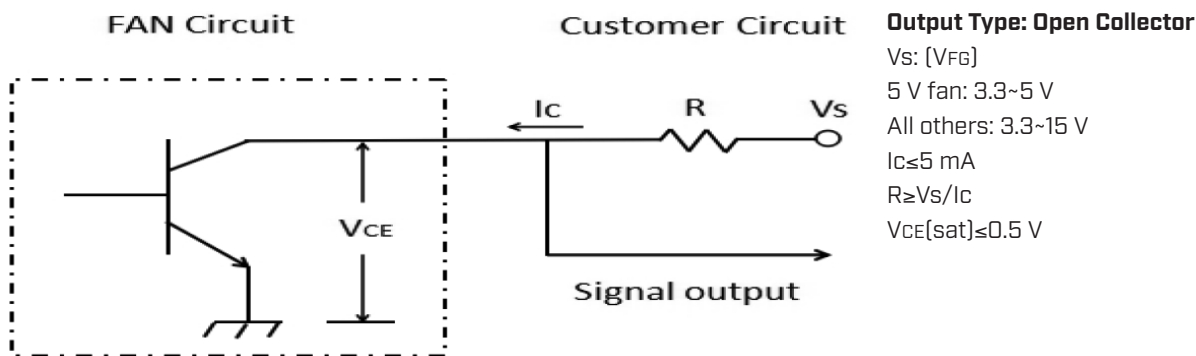 FAN Circuit
Customer Circuit
Output Type: Open Collector
Vs: (VFG)
5 V fan: 3.3~5 V
All others: 3.3~15 V
Ic≤5 mA
R≥Vs/Ic
VCE(sat)≤0.5 V
Ic
R
Vs
VCE
Signal output